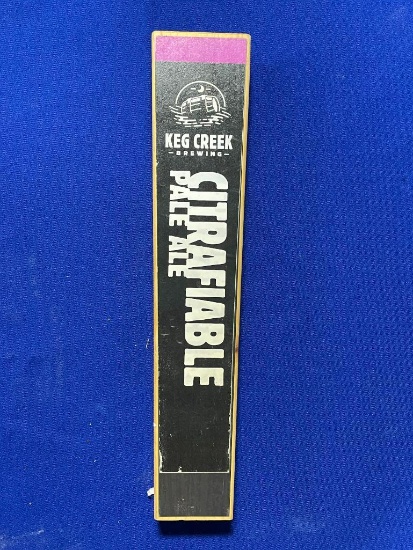 KEG CREEK
BREWING
CITRAFIABLE
PALE ALE